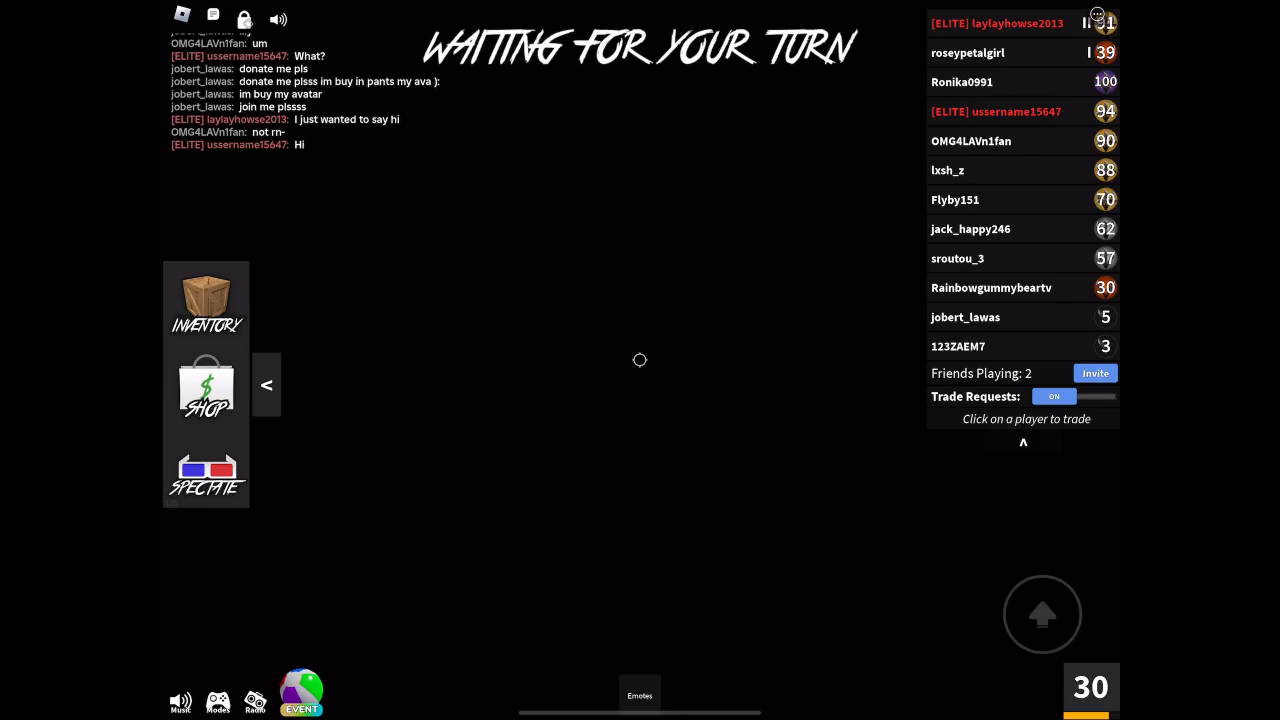 WAITING FOR YOUR TURN
OMG4LAVn1fan: um
[ELITE] ussername15647: What?
jobert_lawas: donate me pls
jobert_lawas: donate me plsss im buy in pants my ava ):
jobert_lawas: im buy my avatar
jobert_lawas: join me plssss
[ELITE] laylayhowse2013: I just wanted to say hi
OMG4LAVn1fan: not rn-
[ELITE] ussername15647: Hi
[ELITE] laylayhowse2013 II 91
roseypetalgirl I 39
Ronika0991 100
[ELITE] ussername15647 94
OMG4LAVn1fan 90
lxsh_z 88
Flyby151 70
jack_happy246 62
sroutou_3 57
Rainbowgummybeartv 30
jobert_lawas 5
123ZAEM7 3
Friends Playing: 2 Invite
Trade Requests: ON
Click on a player to trade
INVENTORY
$
SHOP
<
SPECTATE
Music
Modes
Radio
EVENT
Emotes
30